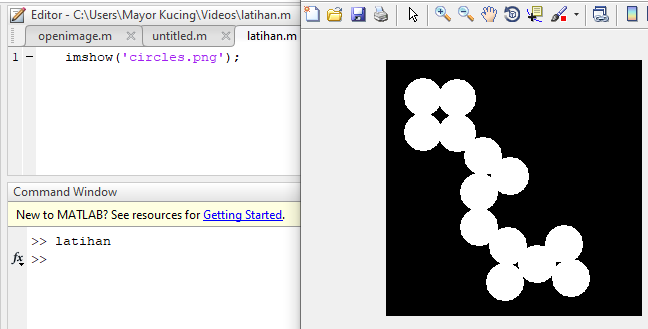 Editor - C:\Users\Mayor Kucing\Videos\latihan.m
openimage.m × untitled.m × latihan.m
1 - imshow('circles.png');
Command Window
New to MATLAB? See resources for Getting Started.
>> latihan
fx >>